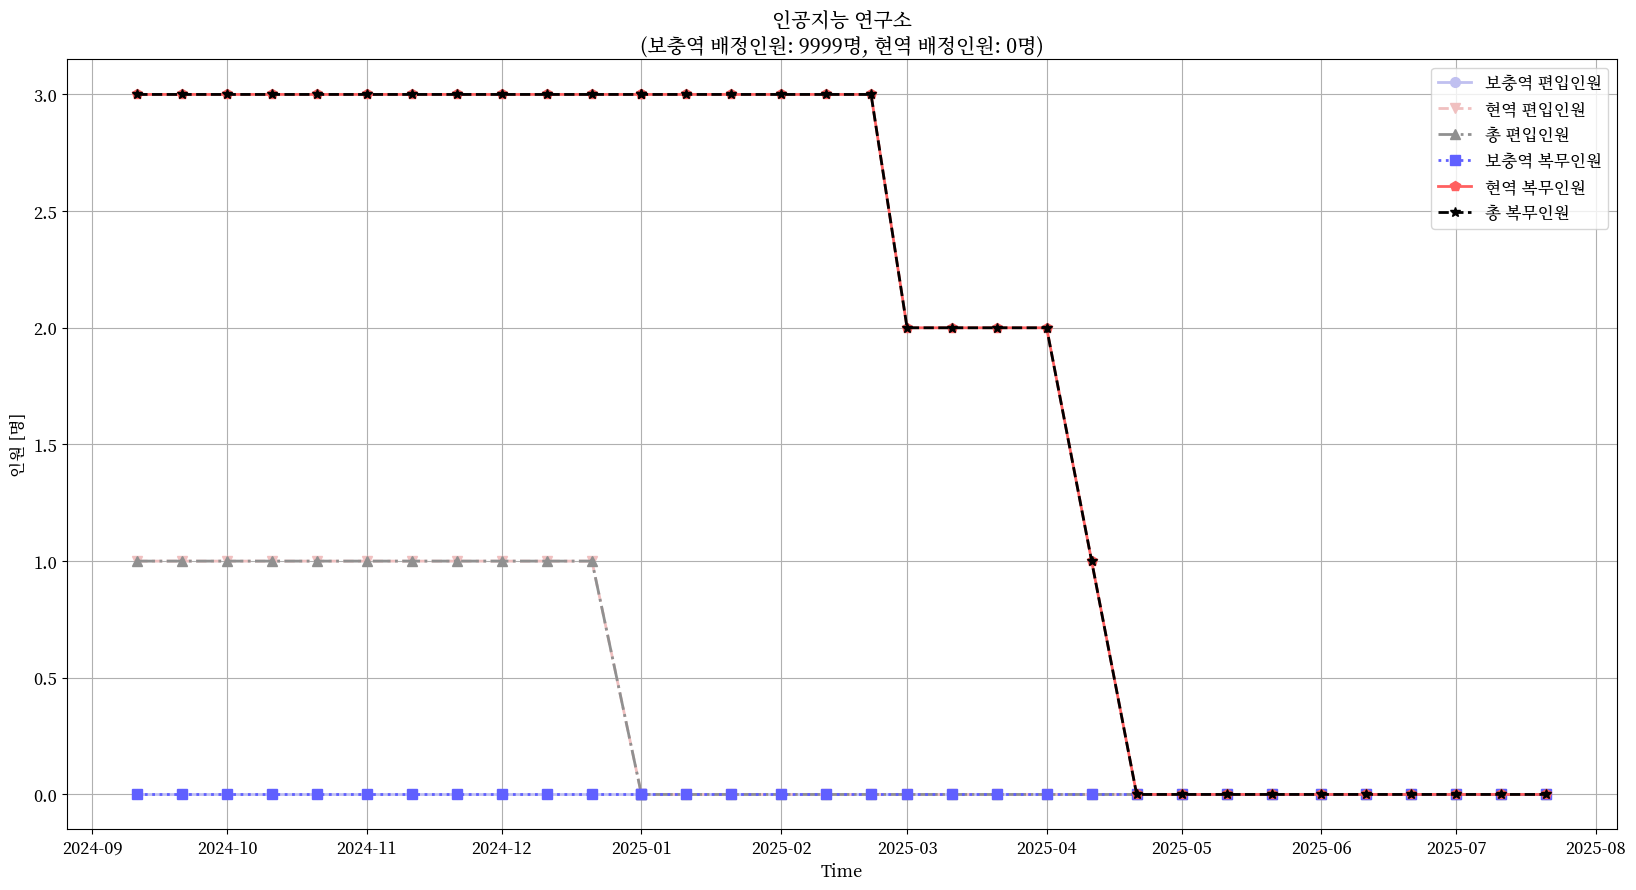 인공지능 연구소
(보충역 배정인원: 9999명, 현역 배정인원: 0명)
보충역 편입인원
현역 편입인원
총 편입인원
보충역 복무인원
현역 복무인원
총 복무인원
인원 [명]
3.0
2.5
2.0
1.5
1.0
0.5
0.0
2024-09
2024-10
2024-11
2024-12
2025-01
2025-02
2025-03
2025-04
2025-05
2025-06
2025-07
2025-08
Time